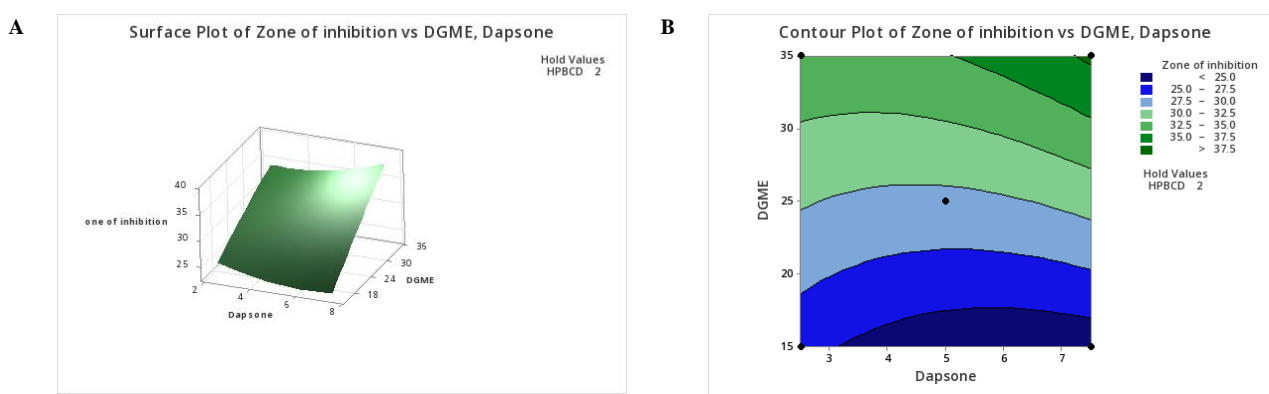 A
Surface Plot of Zone of inhibition vs DGME, Dapsone
Hold Values
HPBCD 2
40
35
30
25
one of inhibition
2
4
6
8
Dapsone
18
24
30
36
DGME
B
Contour Plot of Zone of inhibition vs DGME, Dapsone
35
30
25
20
15
DGME
3 4 5 6 7
Dapsone
Zone of inhibition
< 25.0
25.0 – 27.5
27.5 – 30.0
30.0 – 32.5
32.5 – 35.0
35.0 – 37.5
> 37.5
Hold Values
HPBCD 2